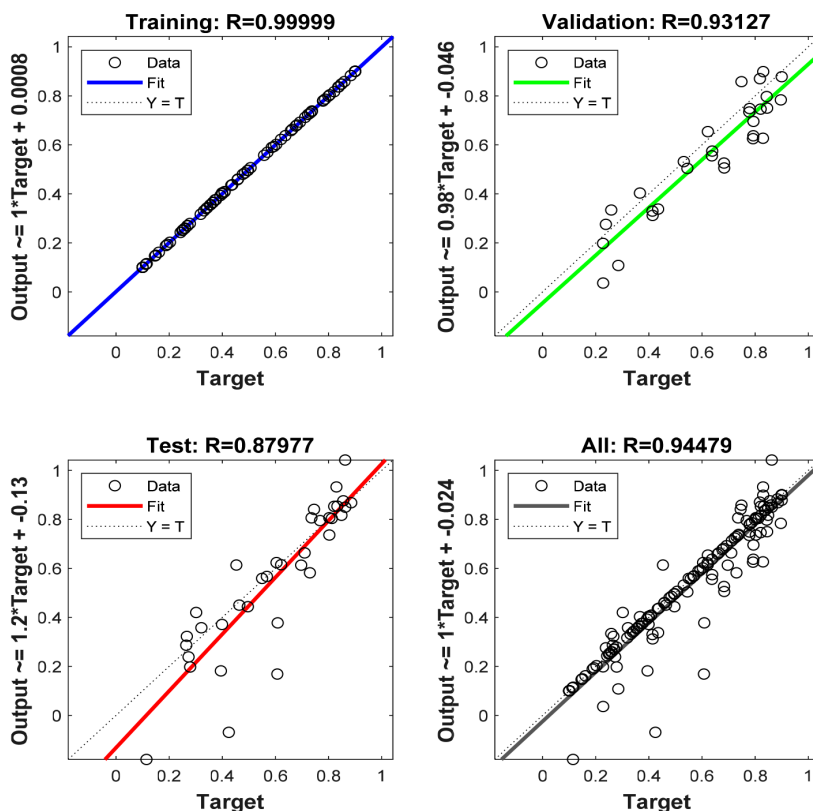 Training: R=0.99999
Output ~= 1*Target + 0.0008
Data
Fit
Y = T
1
0.8
0.6
0.4
0.2
0
0 0.2 0.4 0.6 0.8 1
Target
Validation: R=0.93127
Output ~= 0.98*Target + -0.046
Data
Fit
Y = T
1
0.8
0.6
0.4
0.2
0
0 0.2 0.4 0.6 0.8 1
Target
Test: R=0.87977
Output ~= 1.2*Target + -0.13
Data
Fit
Y = T
1
0.8
0.6
0.4
0.2
0
0 0.2 0.4 0.6 0.8 1
Target
All: R=0.94479
Output ~= 1*Target + -0.024
Data
Fit
Y = T
1
0.8
0.6
0.4
0.2
0
0 0.2 0.4 0.6 0.8 1
Target